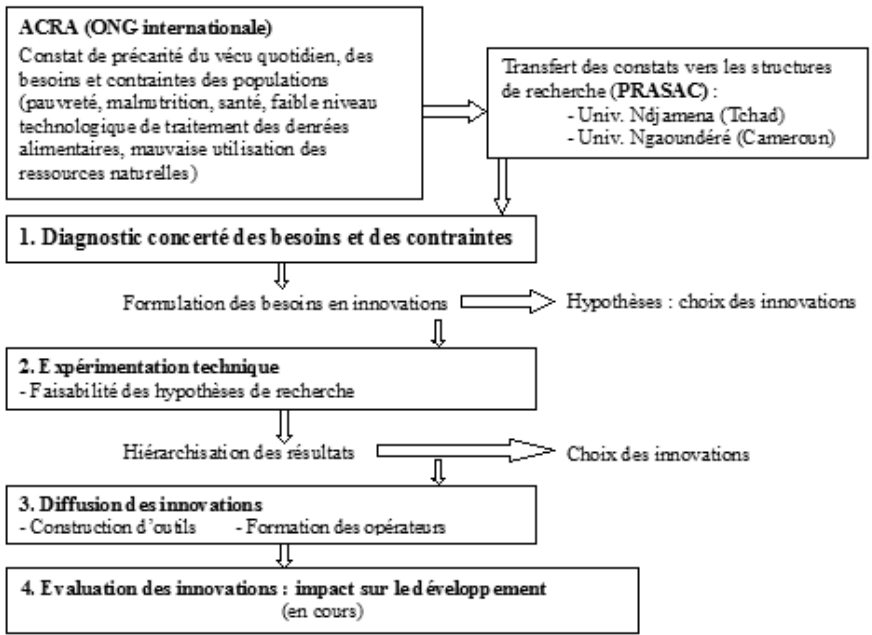 ACRA (ONG internationale)
Constat de précarité du vécu quotidien, des
besoins et contraintes des populations
(pauvreté, malnutrition, santé, faible niveau
technologique de traitement des denrées
alimentaires, mauvaise utilisation des
ressources naturelles)
Transfert des constats vers les structures
de recherche (PRASAC) :
- Univ. Ndjamena (Tchad)
- Univ. Ngaoundéré (Cameroun)
1. Diagnostic concerté des besoins et des contraintes
Formulation des besoins en innovations
Hypothèses : choix des innovations
2. Expérimentation technique
- Faisabilité des hypothèses de recherche
Hiérarchisation des résultats
Choix des innovations
3. Diffusion des innovations
- Construction d'outils - Formation des opérateurs
4. Evaluation des innovations : impact sur le développement
(en cours)